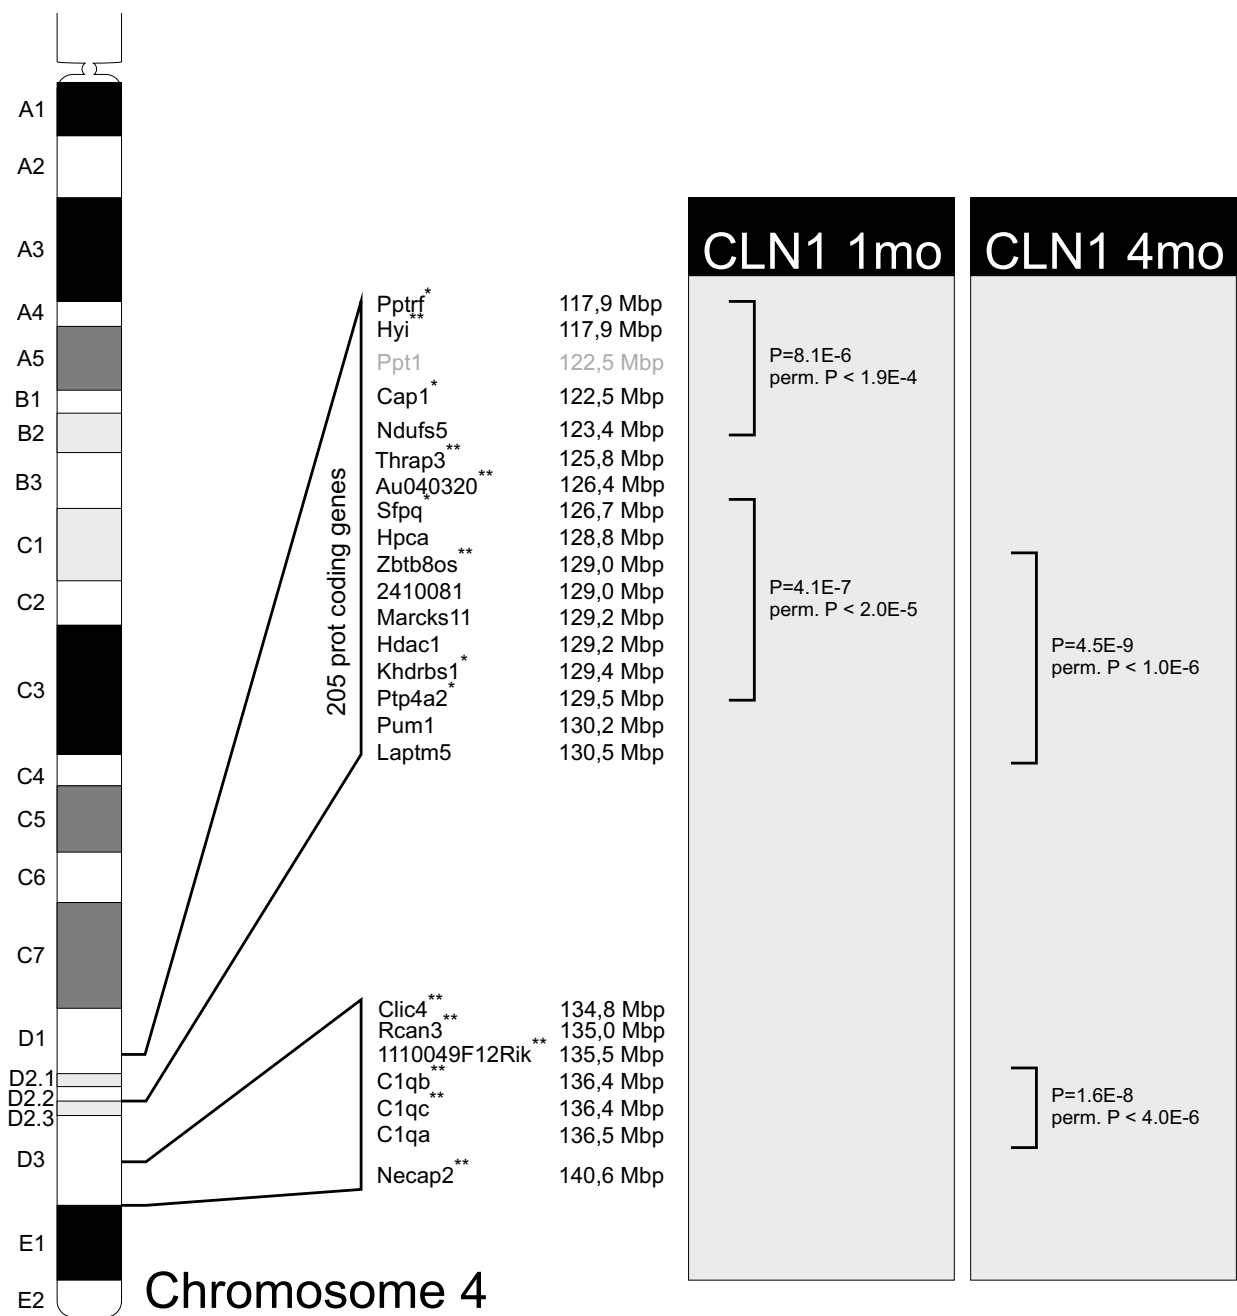 A1
A2
A3
A4
A5
B1
B2
B3
C1
C2
C3
C4
C5
C6
C7
D1
D2.1
D2.2
D2.3
D3
E1
E2
Chromosome 4
205 prot coding genes
Pptrf* 117,9 Mbp
Hyi** 117,9 Mbp
Ppt1 122,5 Mbp
Cap1* 122,5 Mbp
Ndufs5 123,4 Mbp
Thrap3** 125,8 Mbp
Au040320** 126,4 Mbp
Sfpq* 126,7 Mbp
Hpca 128,8 Mbp
Zbtb8os** 129,0 Mbp
2410081 129,0 Mbp
Marcks11 129,2 Mbp
Hdac1 129,2 Mbp
Khdrbs1* 129,4 Mbp
Ptp4a2* 129,5 Mbp
Pum1 130,2 Mbp
Laptm5 130,5 Mbp
Clic4** 134,8 Mbp
Rcan3** 135,0 Mbp
1110049F12Rik** 135,5 Mbp
C1qb** 136,4 Mbp
C1qc** 136,4 Mbp
C1qa 136,5 Mbp
Necap2** 140,6 Mbp
CLN1 1mo
P=8.1E-6
perm. P < 1.9E-4
P=4.1E-7
perm. P < 2.0E-5
CLN1 4mo
P=4.5E-9
perm. P < 1.0E-6
P=1.6E-8
perm. P < 4.0E-6